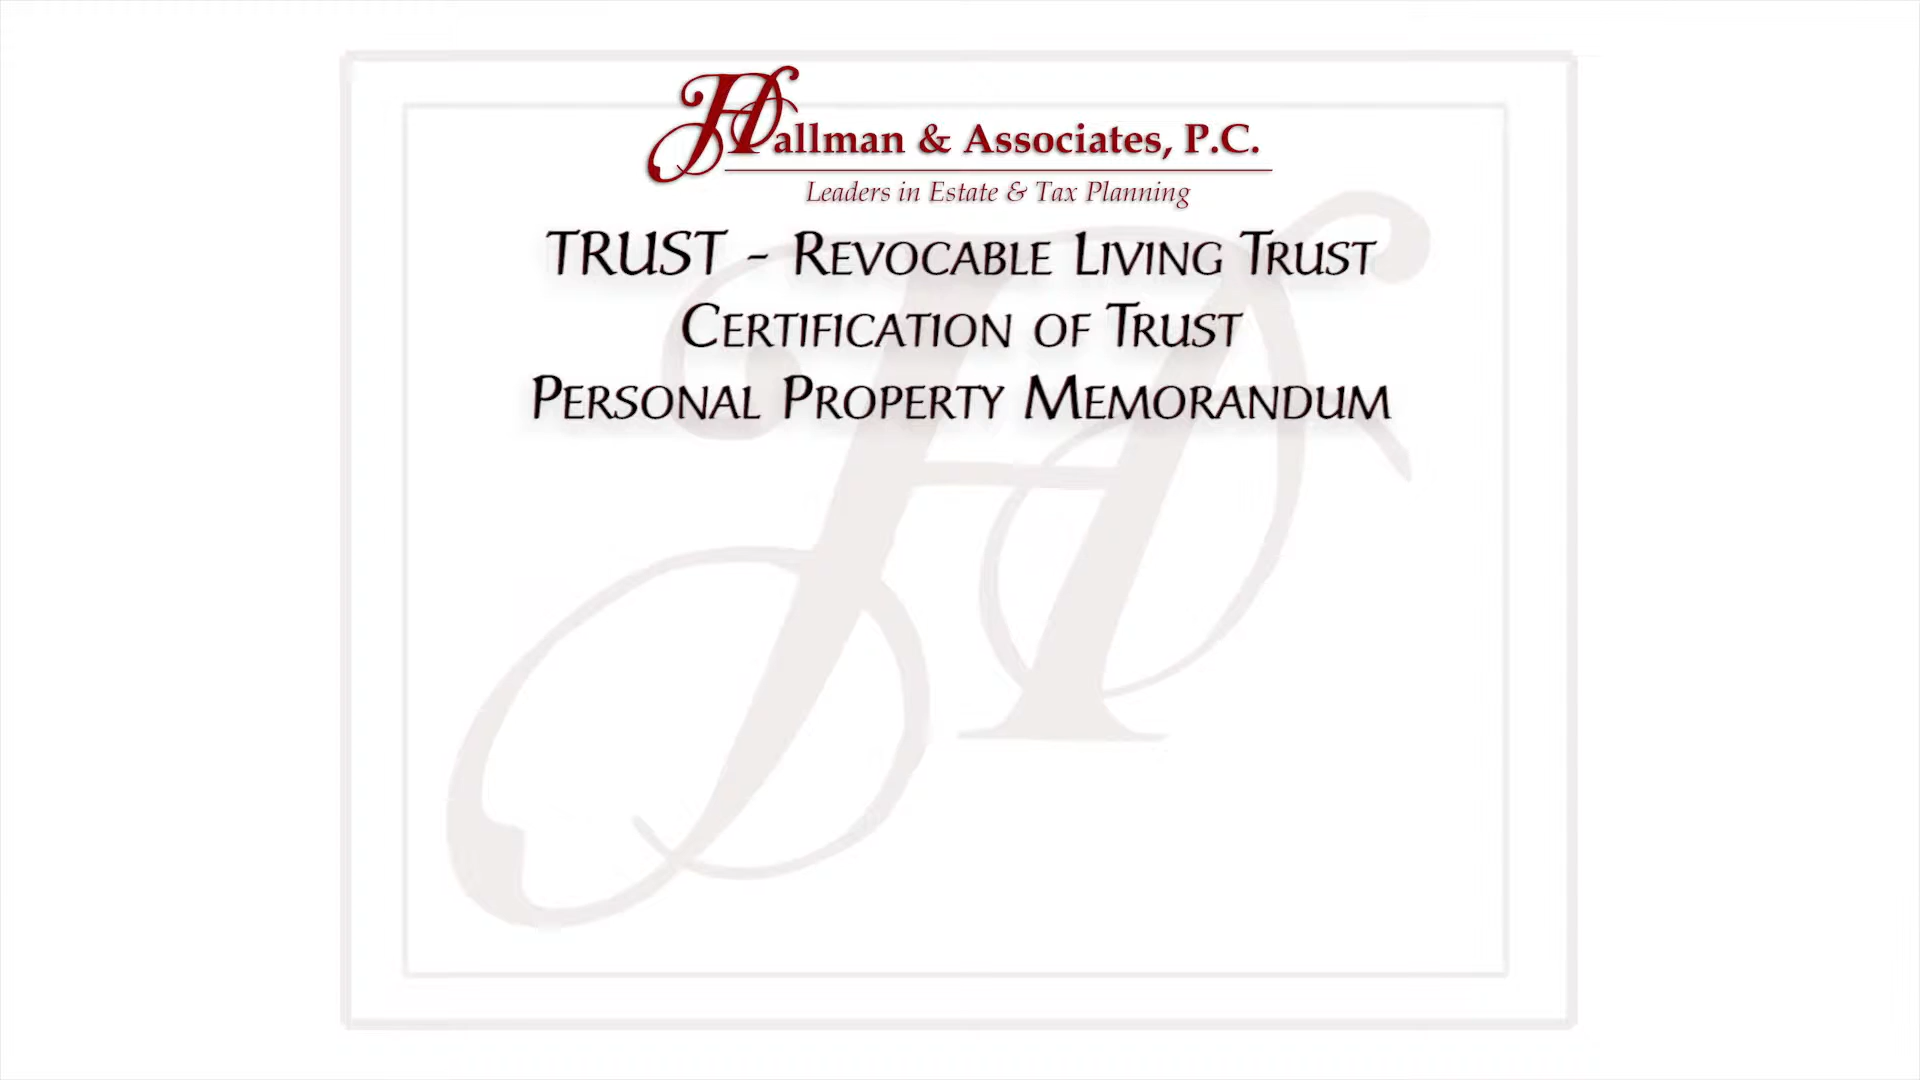 Hallman & Associates, P.C.
Leaders in Estate & Tax Planning
TRUST - REVOCABLE LIVING TRUST
CERTIFICATION OF TRUST
PERSONAL PROPERTY MEMORANDUM